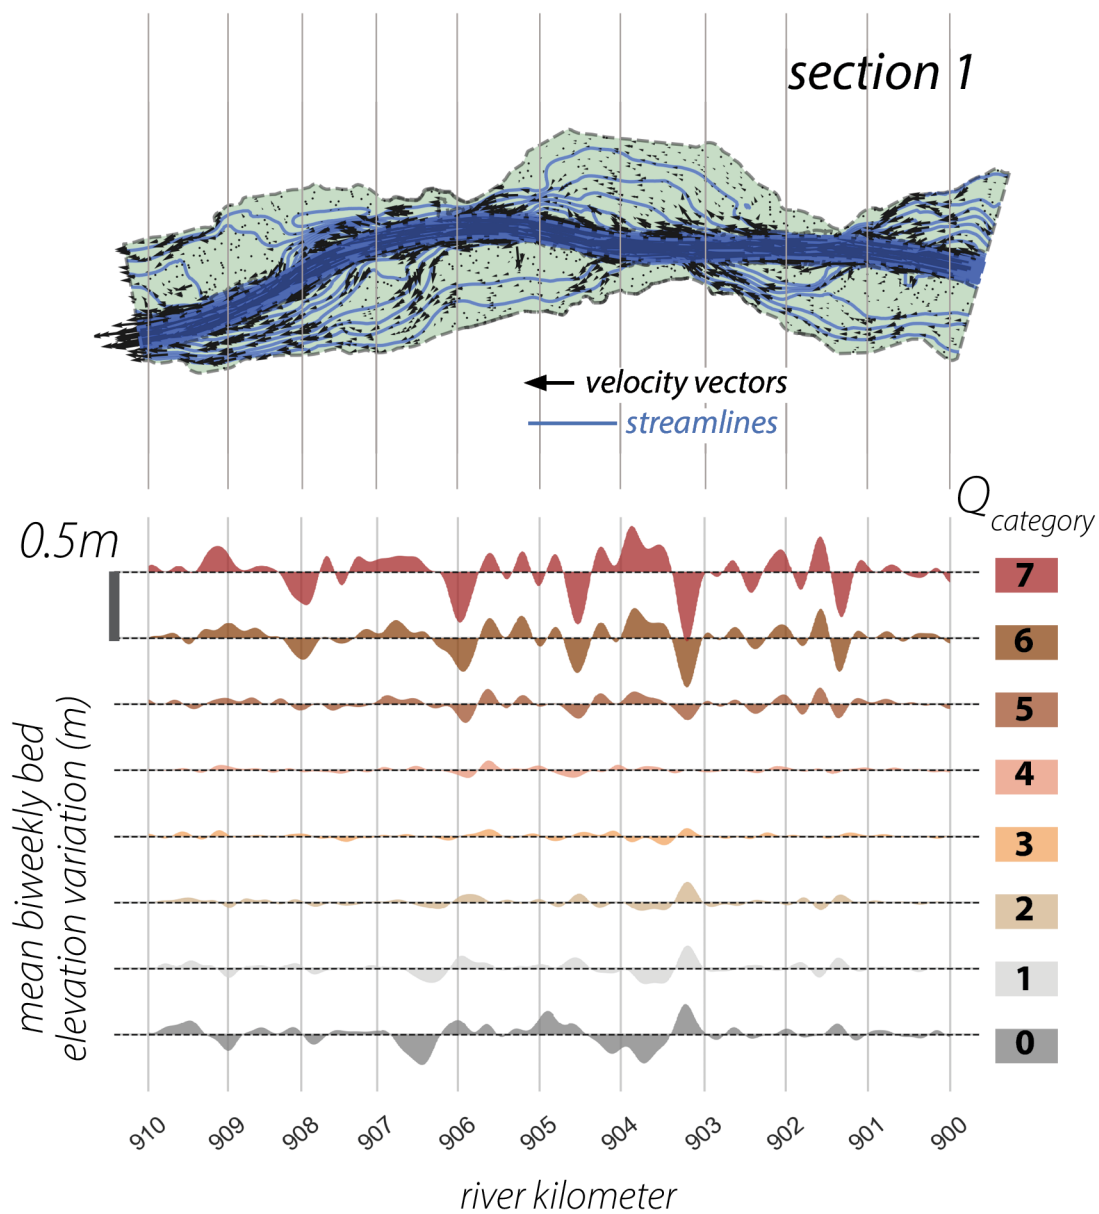 section 1
velocity vectors
streamlines
Q category
0.5m
7
6
5
4
3
2
1
0
mean biweekly bed
elevation variation (m)
910 909 908 907 906 905 904 903 902 901 900
river kilometer